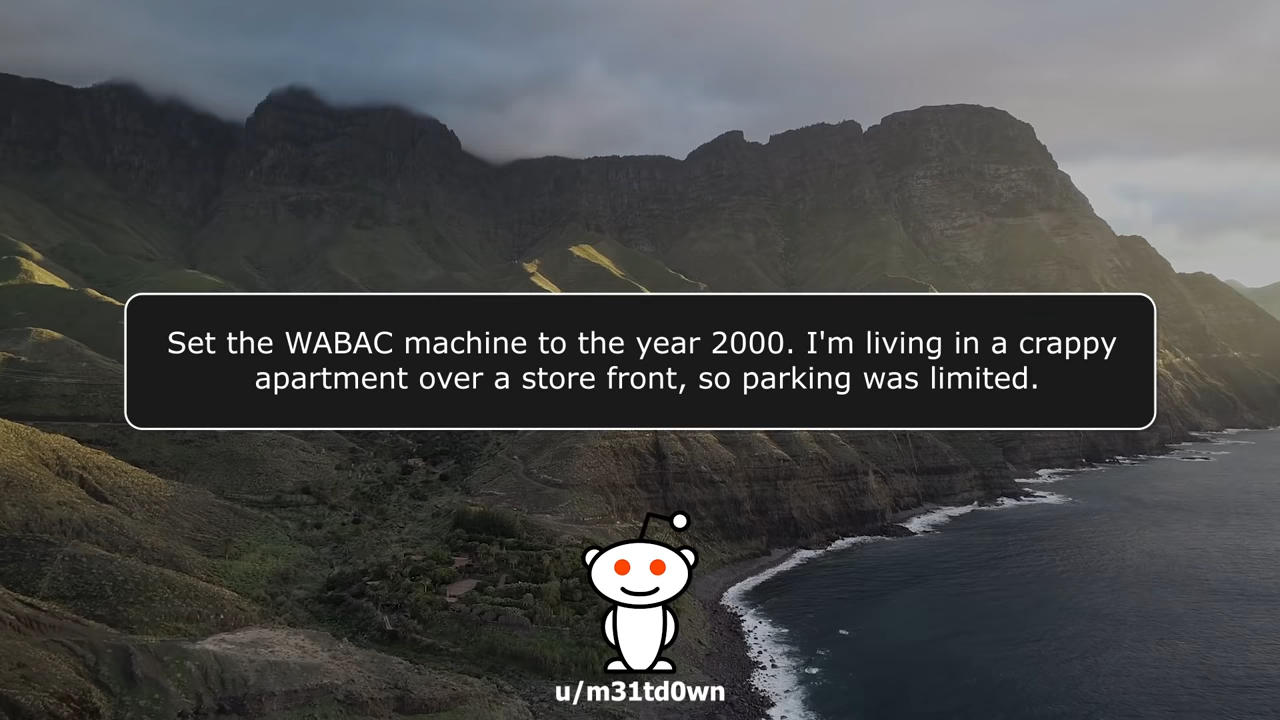 Set the WABAC machine to the year 2000. I'm living in a crappy
apartment over a store front, so parking was limited.
u/m31td0wn